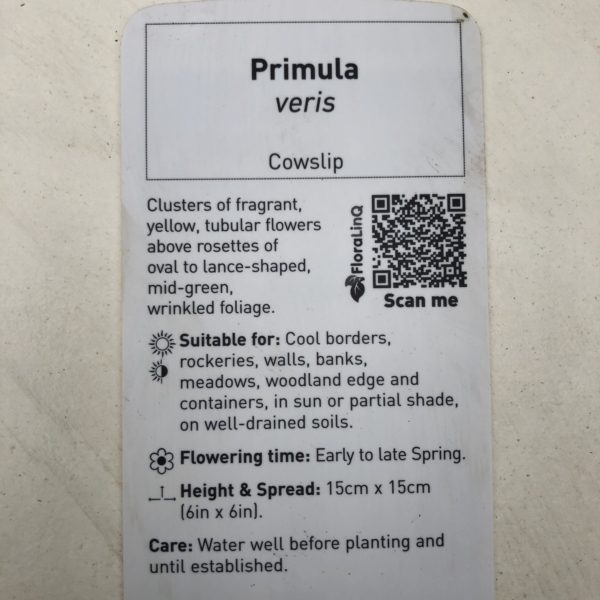 Primula
veris
Cowslip
Clusters of fragrant,
yellow, tubular flowers
above rosettes of
oval to lance-shaped,
mid-green,
wrinkled foliage.
FloralinQ
Scan me
Suitable for: Cool borders,
rockeries, walls, banks,
meadows, woodland edge and
containers, in sun or partial shade,
on well-drained soils.
Flowering time: Early to late Spring.
Height & Spread: 15cm x 15cm
(6in x 6in).
Care: Water well before planting and
until established.